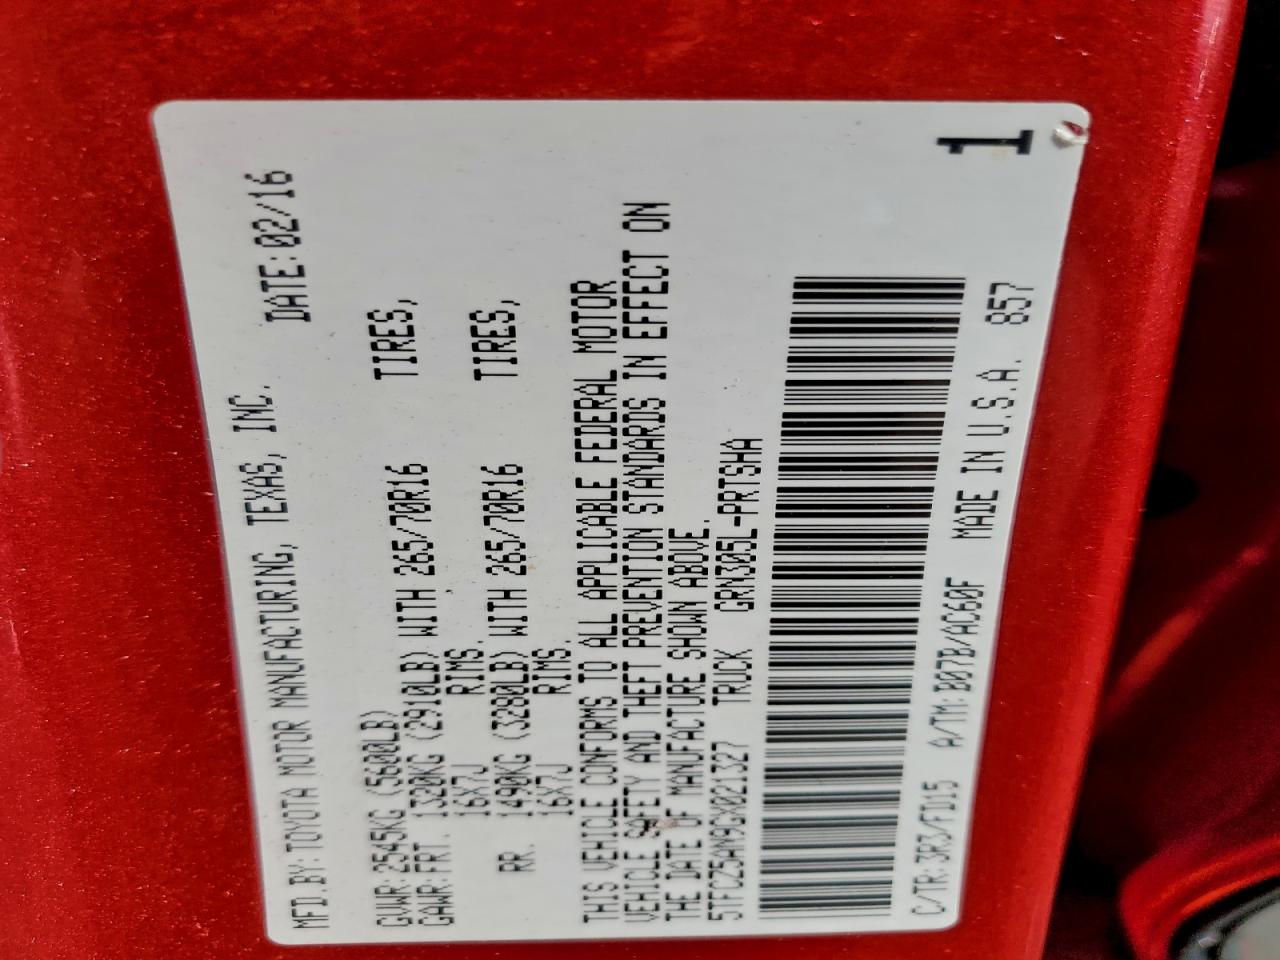 1
MFD.BY: TOYOTA MOTOR MANUFACTURING, TEXAS, INC. DATE:02/16
GVWR:2545KG (5600LB)
GAWR:FRT. 1320KG (2910LB) WITH 265/70R16 TIRES,
16X7J RIMS.
RR. 1490KG (3280LB) WITH 265/70R16 TIRES,
16X7J RIMS.
THIS VEHICLE CONFORMS TO ALL APPLICABLE FEDERAL MOTOR
VEHICLE SAFETY AND THEFT PREVENTION STANDARDS IN EFFECT ON
THE DATE OF MANUFACTURE SHOWN ABOVE.
5TFCZ5AN9GX021327 TRUCK GRN305L-PRTSHA
C/TR:3R3/FD15 A/TM:B07B/AC60F MADE IN U.S.A. 857